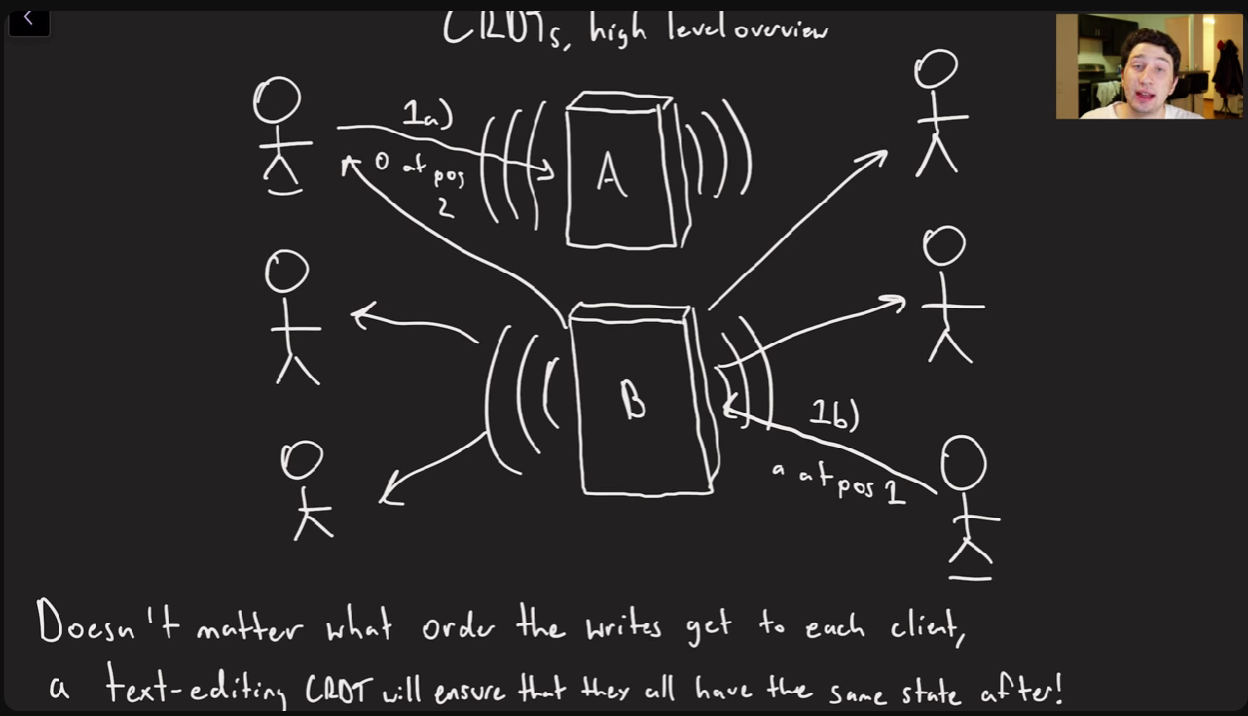 CRDTs, high level overview
1a)
0 at pos
2
A
B
1b)
a at pos 1
Doesn't matter what order the writes get to each client,
a text-editing CRDT will ensure that they all have the same state after!